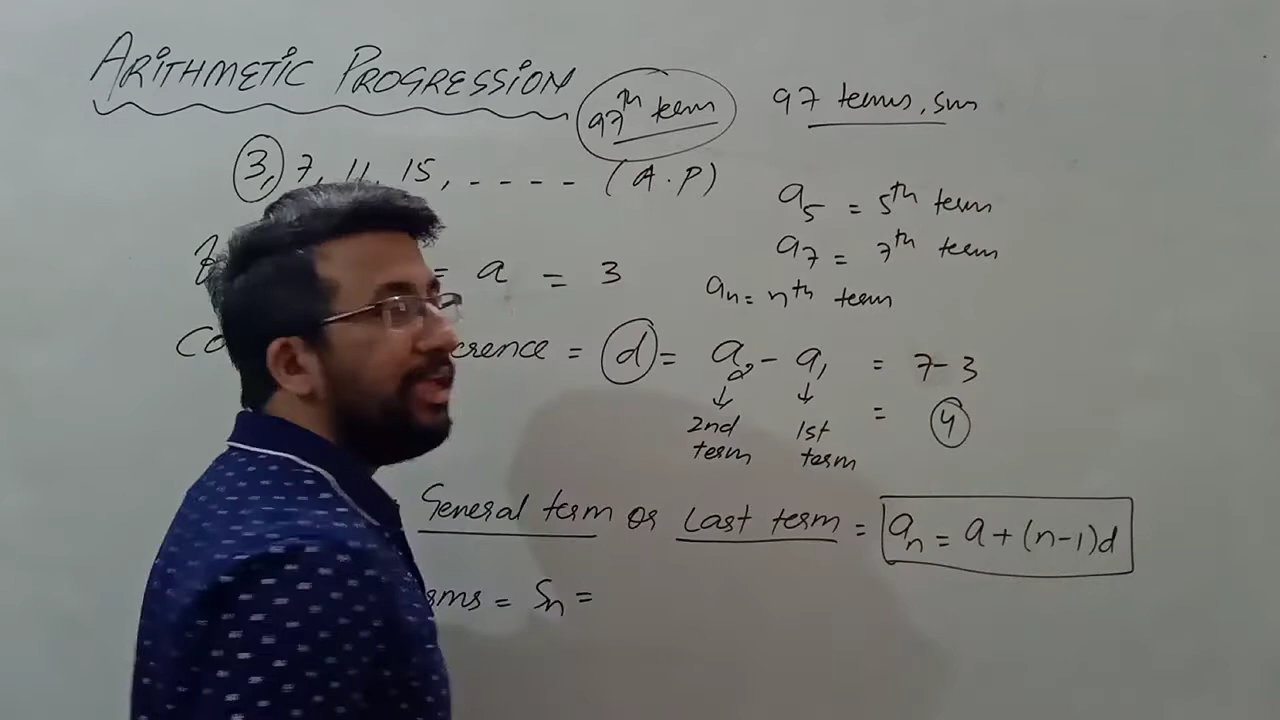 ARITHMETIC PROGRESSION
97th term
97 terms, sum
3, 7, 11, 15, - - - - (A.P)
a5 = 5th term
a7 = 7th term
an = nth term
= a = 3
erence = d = a2 - a1 = 7-3
= 4
2nd term
1st term
General term or Last term = an = a + (n-1)d
rms = Sn =